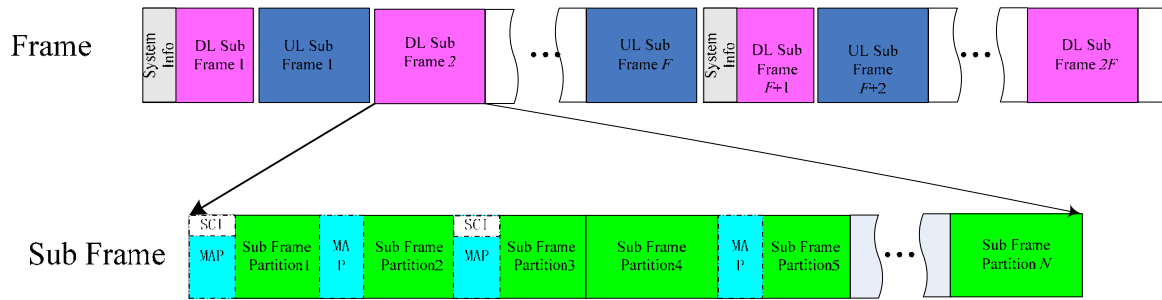 Frame
System Info
DL Sub
Frame 1
UL Sub
Frame 1
DL Sub
Frame 2
•••
UL Sub
Frame F
System Info
DL Sub
Frame
F+1
UL Sub
Frame
F+2
•••
DL Sub
Frame 2F
Sub Frame
SCI
MAP
Sub Frame
Partition1
MA
P
Sub Frame
Partition2
SCI
MAP
Sub Frame
Partition3
Sub Frame
Partition4
MA
P
Sub Frame
Partition5
•••
Sub Frame
Partition N